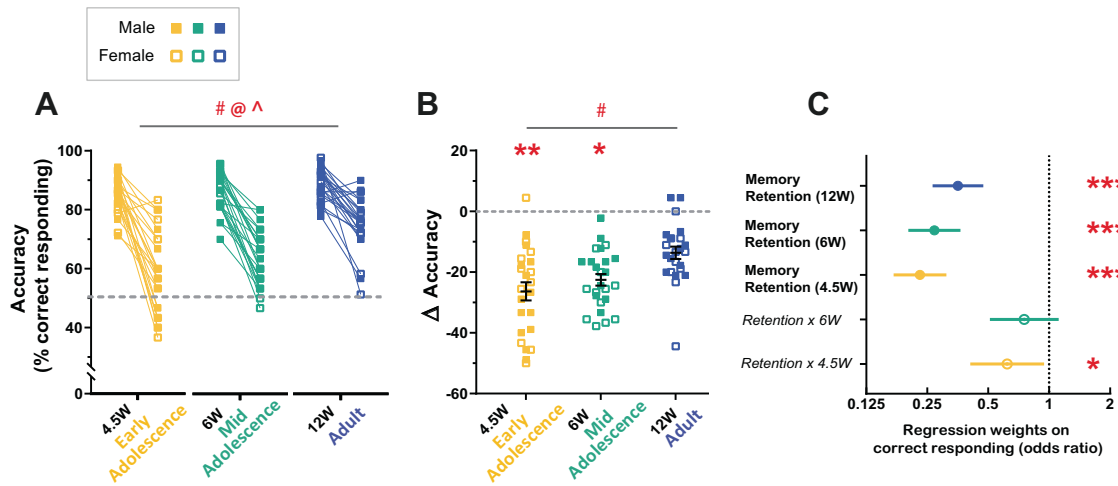 Male
Female
A
# @ ^
Accuracy
(% correct responding)
100
80
60
40
0
4.5W
Early
Adolescence
6W
Mid
Adolescence
12W
Adult
B
#
**
*
Δ Accuracy
20
0
-20
-40
-60
4.5W
Early
Adolescence
6W
Mid
Adolescence
12W
Adult
C
Memory
Retention (12W)
***
Memory
Retention (6W)
***
Memory
Retention (4.5W)
***
Retention x 6W
Retention x 4.5W
*
0.125
0.25
0.5
1
2
Regression weights on
correct responding (odds ratio)